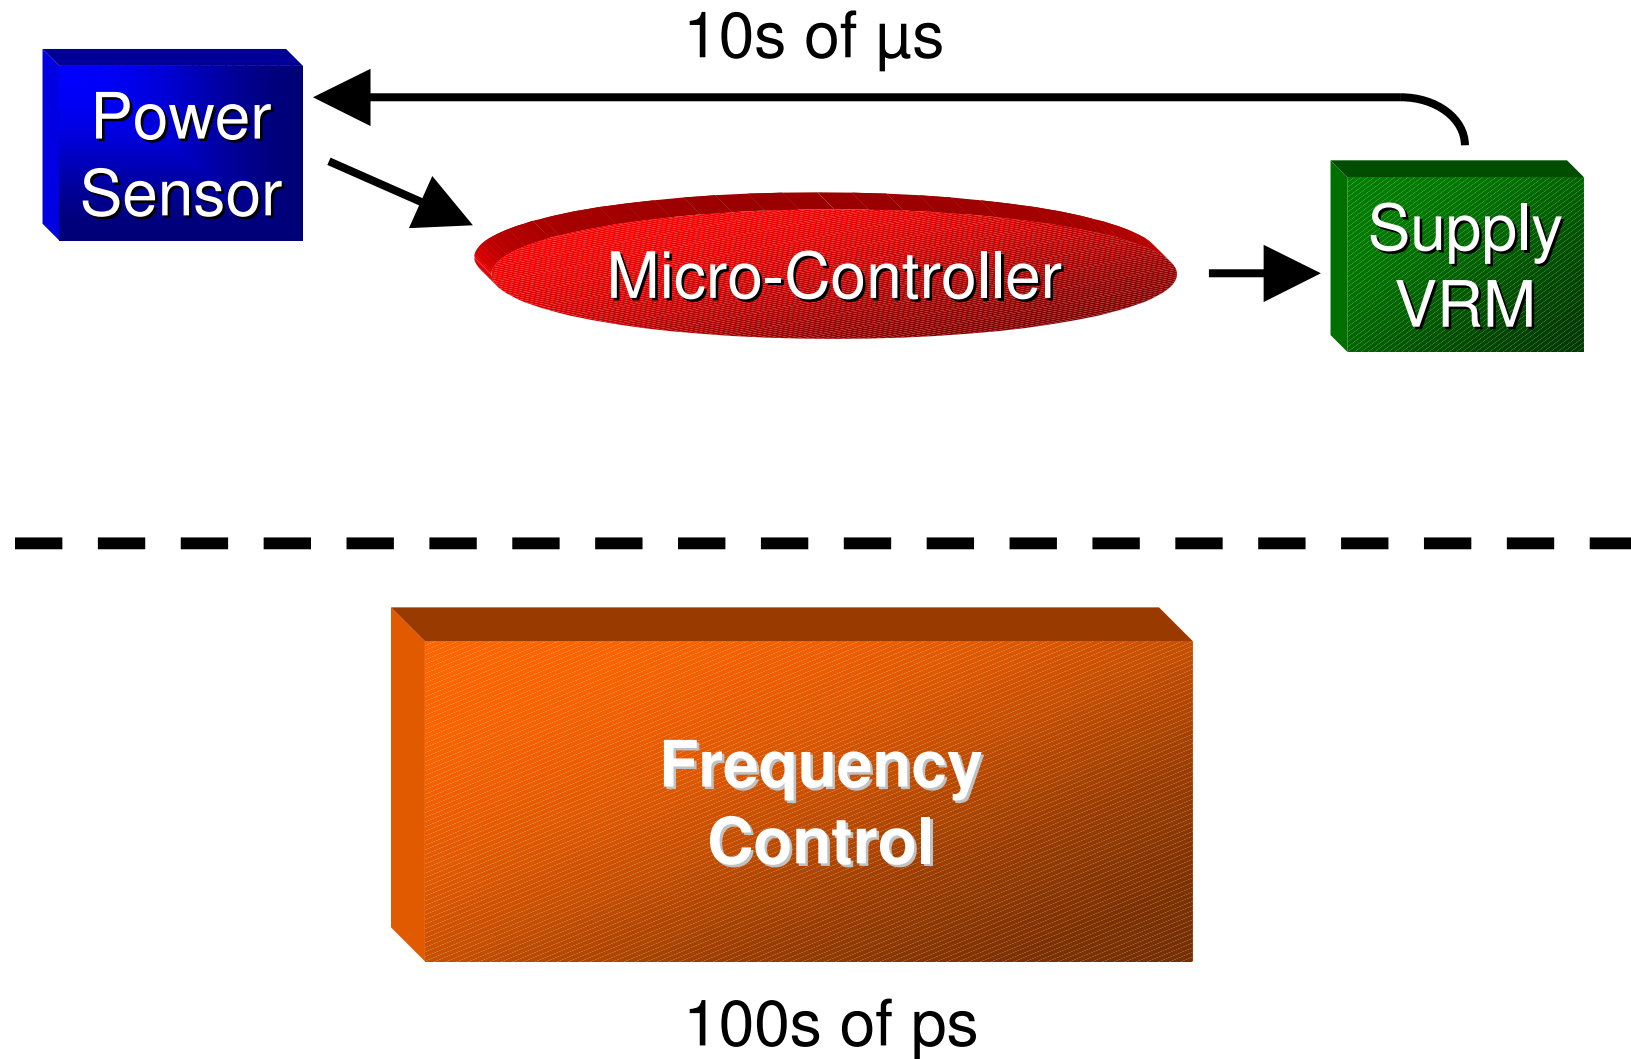 10s of µs
Power
Sensor
Micro-Controller
Supply
VRM
Frequency
Control
100s of ps